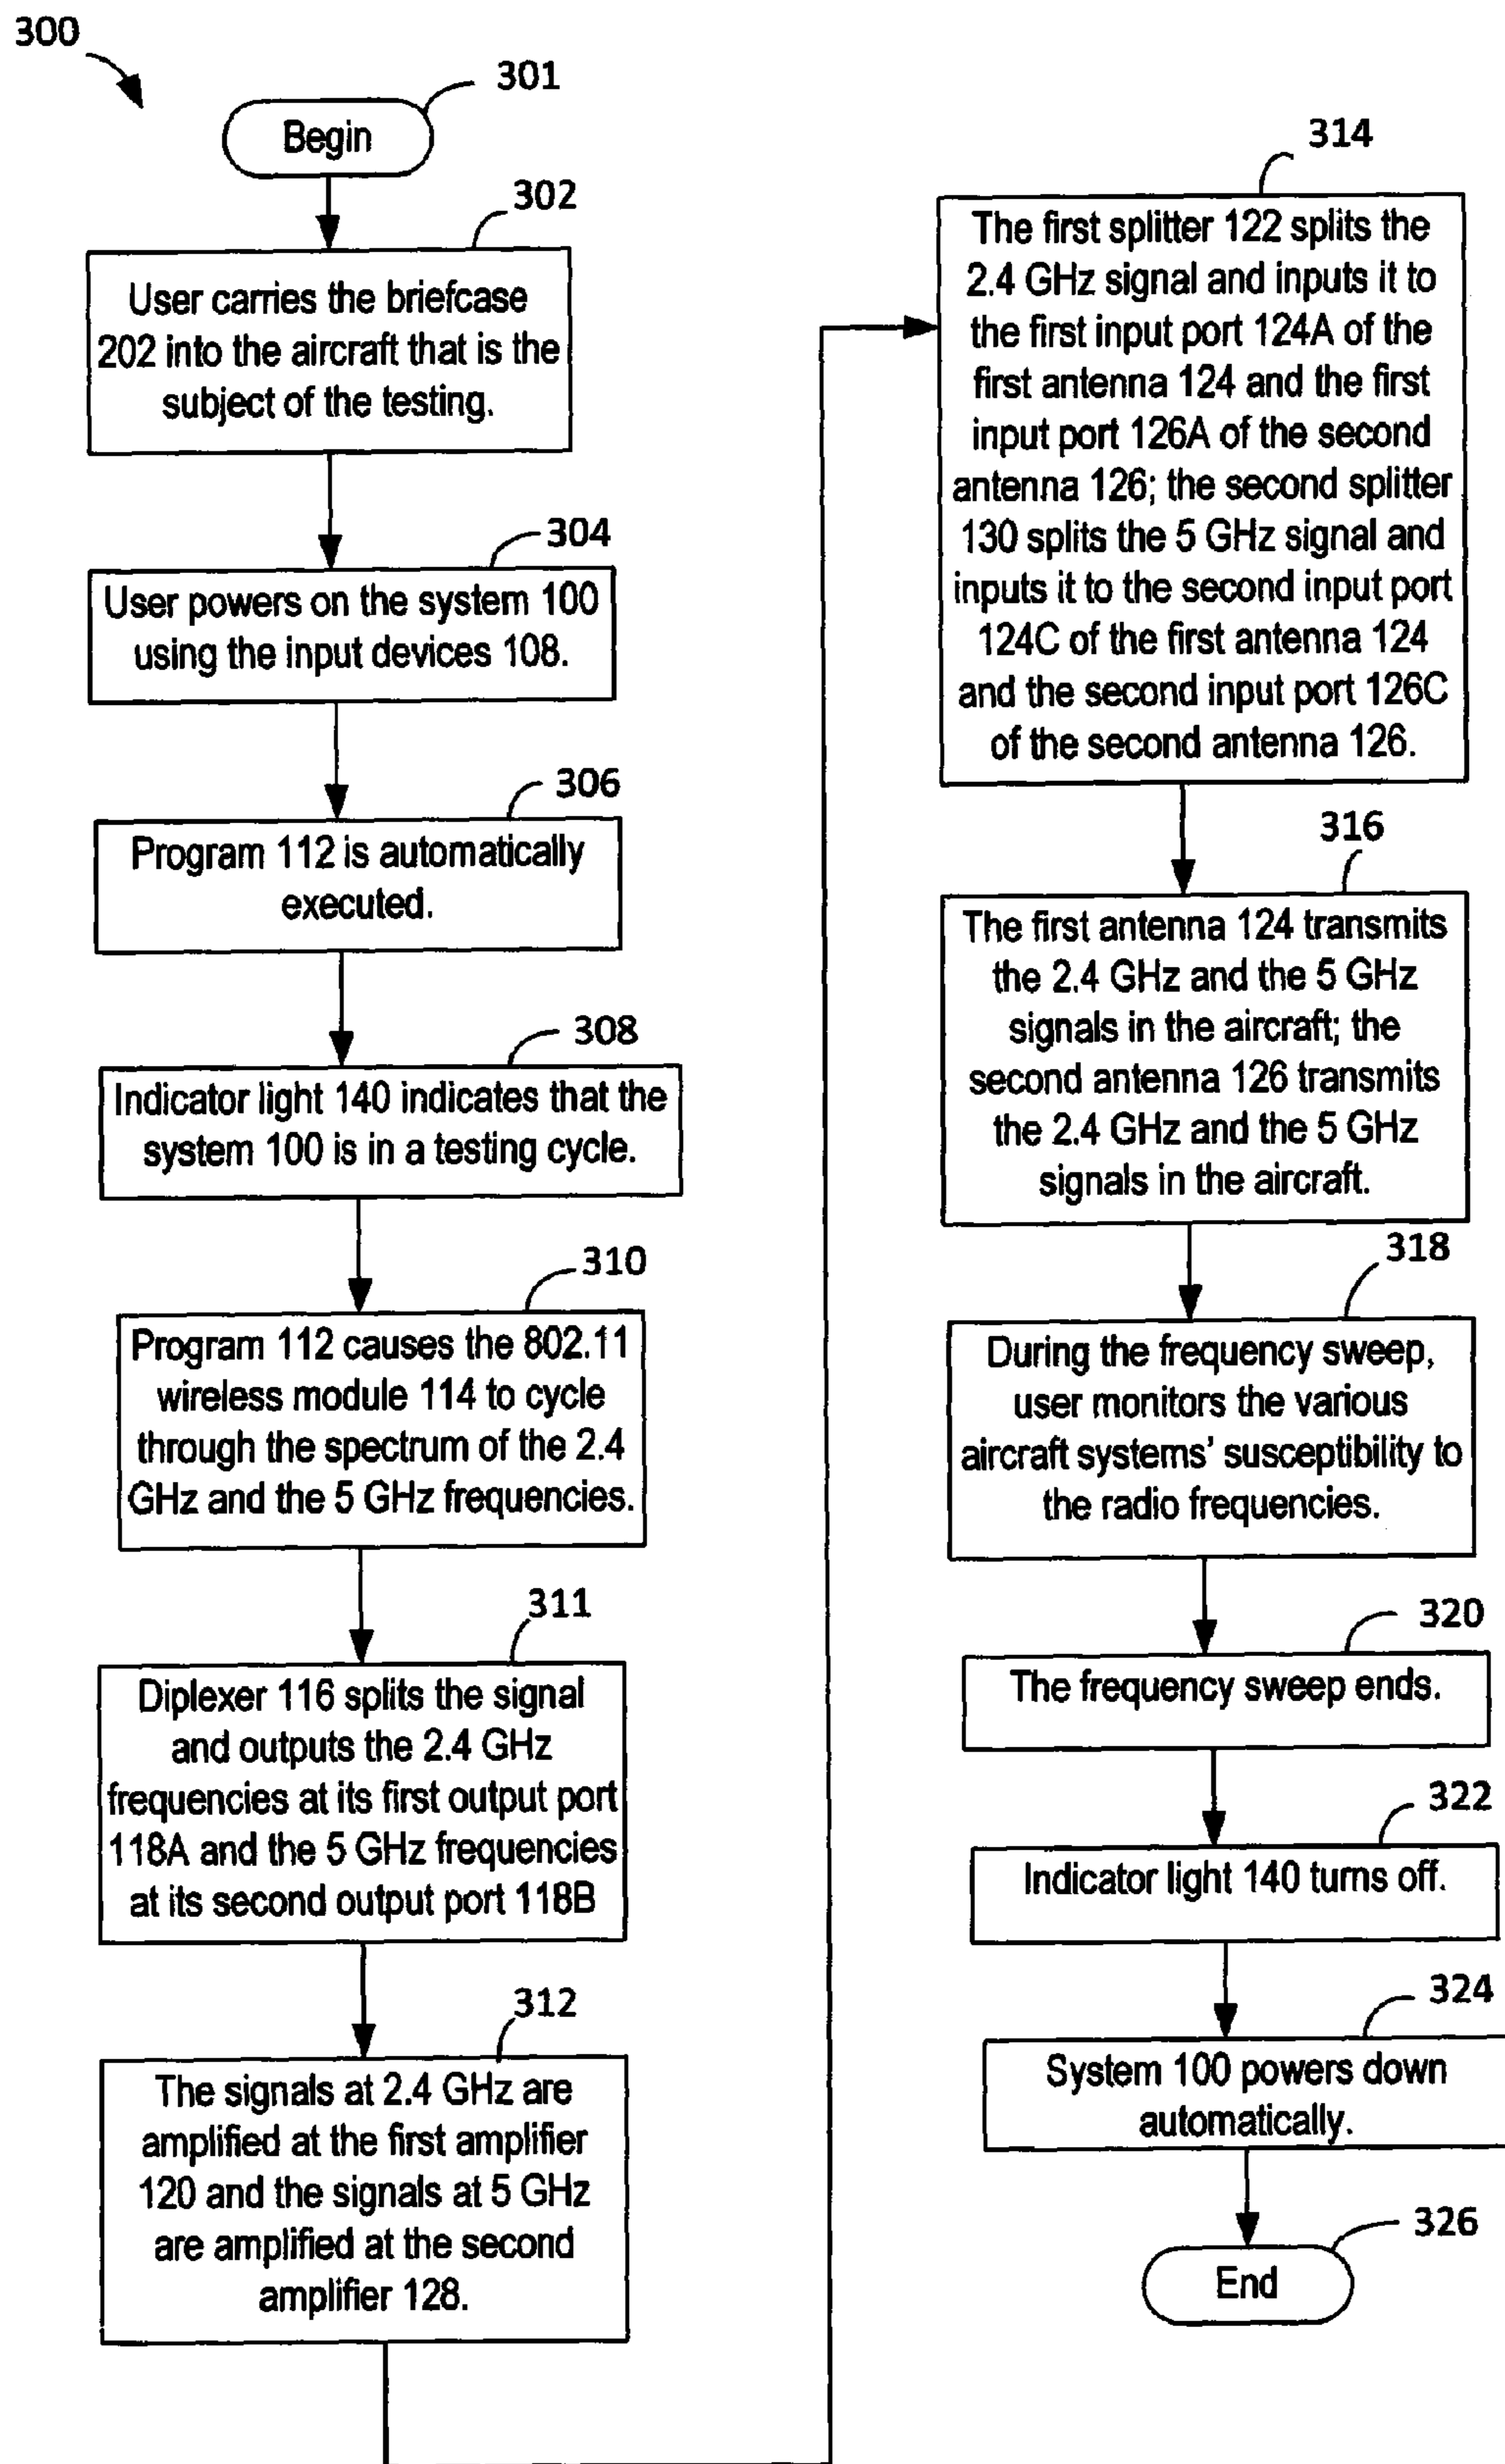 300
301
Begin
302
User carries the briefcase
202 into the aircraft that is the
subject of the testing.
304
User powers on the system 100
using the input devices 108.
306
Program 112 is automatically
executed.
308
Indicator light 140 indicates that the
system 100 is in a testing cycle.
310
Program 112 causes the 802.11
wireless module 114 to cycle
through the spectrum of the 2.4
GHz and the 5 GHz frequencies.
311
Diplexer 116 splits the signal
and outputs the 2.4 GHz
frequencies at its first output port
118A and the 5 GHz frequencies
at its second output port 118B
312
The signals at 2.4 GHz are
amplified at the first amplifier
120 and the signals at 5 GHz
are amplified at the second
amplifier 128.
314
The first splitter 122 splits the
2.4 GHz signal and inputs it to
the first input port 124A of the
first antenna 124 and the first
input port 126A of the second
antenna 126; the second splitter
130 splits the 5 GHz signal and
inputs it to the second input port
124C of the first antenna 124
and the second input port 126C
of the second antenna 126.
316
The first antenna 124 transmits
the 2.4 GHz and the 5 GHz
signals in the aircraft; the
second antenna 126 transmits
the 2.4 GHz and the 5 GHz
signals in the aircraft.
318
During the frequency sweep,
user monitors the various
aircraft systems' susceptibility to
the radio frequencies.
320
The frequency sweep ends.
322
Indicator light 140 turns off.
324
System 100 powers down
automatically.
326
End